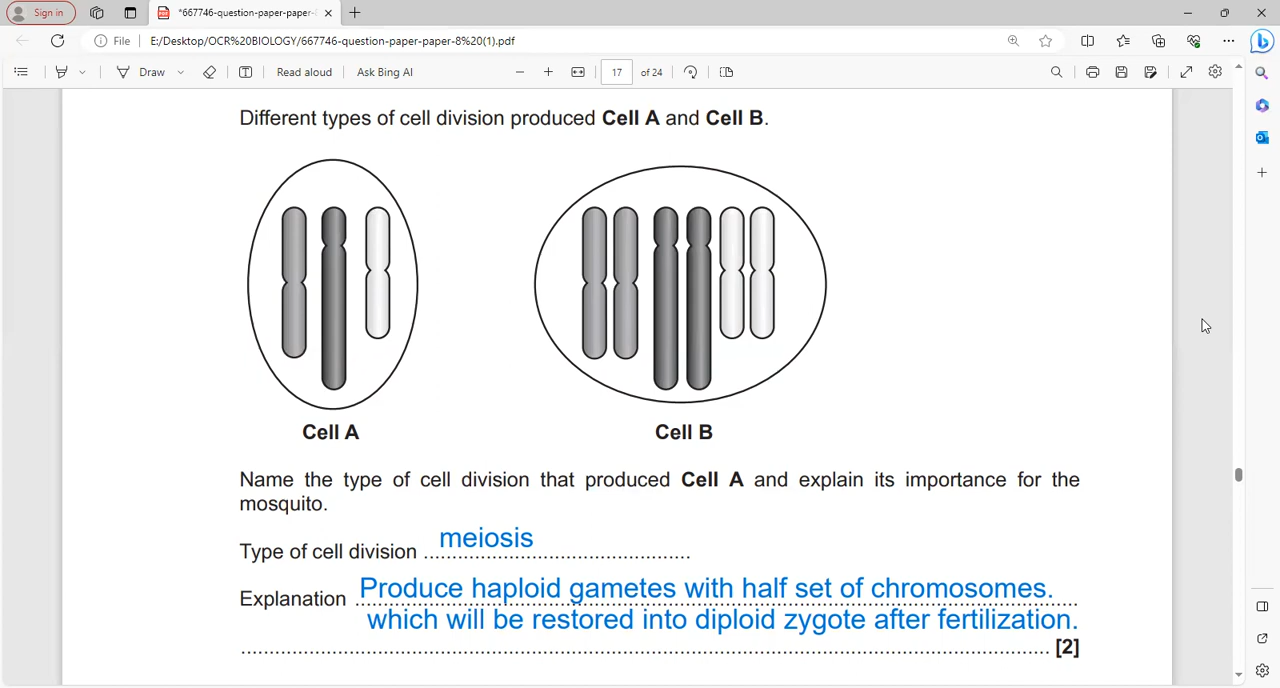 Sign in
*667746-question-paper-paper-8
File
E:/Desktop/OCR%20BIOLOGY/667746-question-paper-paper-8%20(1).pdf
Draw
Read aloud
Ask Bing AI
17
of 24
Different types of cell division produced Cell A and Cell B.
Cell A
Cell B
Name the type of cell division that produced Cell A and explain its importance for the
mosquito.
Type of cell division meiosis
Explanation Produce haploid gametes with half set of chromosomes.
which will be restored into diploid zygote after fertilization.
[2]